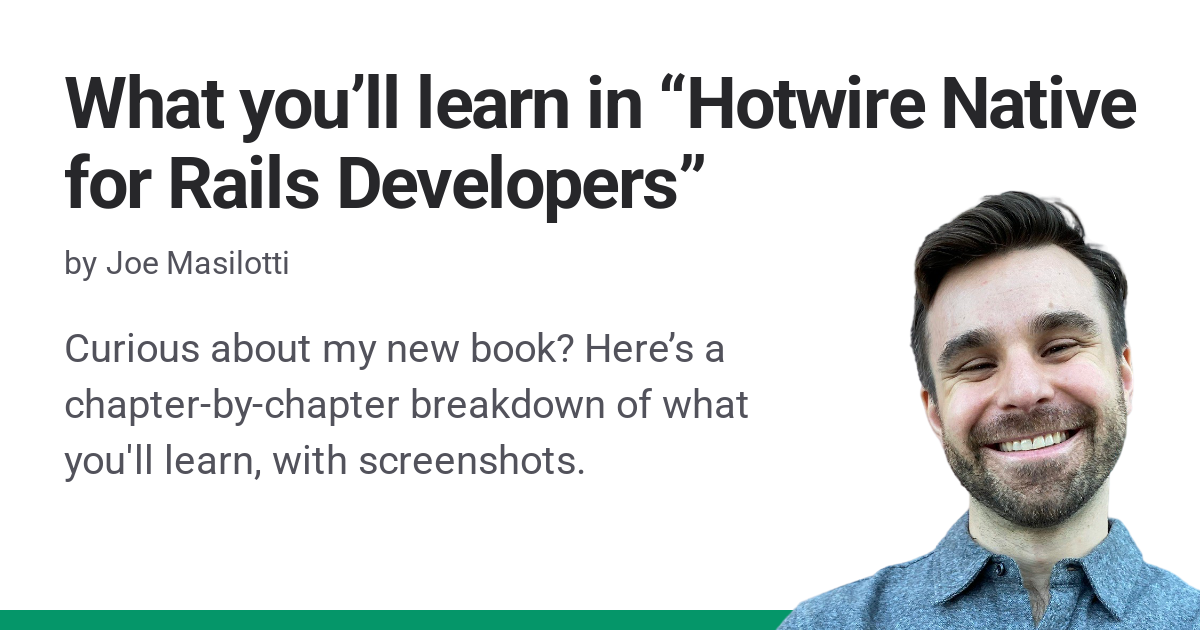 What you’ll learn in “Hotwire Native
for Rails Developers”
by Joe Masilotti
Curious about my new book? Here’s a
chapter-by-chapter breakdown of what
you'll learn, with screenshots.